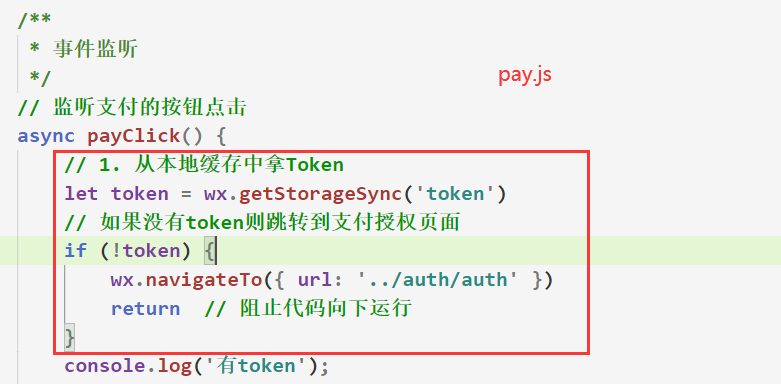 /**
* 事件监听
*/
pay.js
// 监听支付的按钮点击
async payClick() {
// 1. 从本地缓存中拿Token
let token = wx.getStorageSync('token')
// 如果没有token则跳转到支付授权页面
if (!token) {
wx.navigateTo({ url: '../auth/auth' })
return // 阻止代码向下运行
}
console.log('有token');